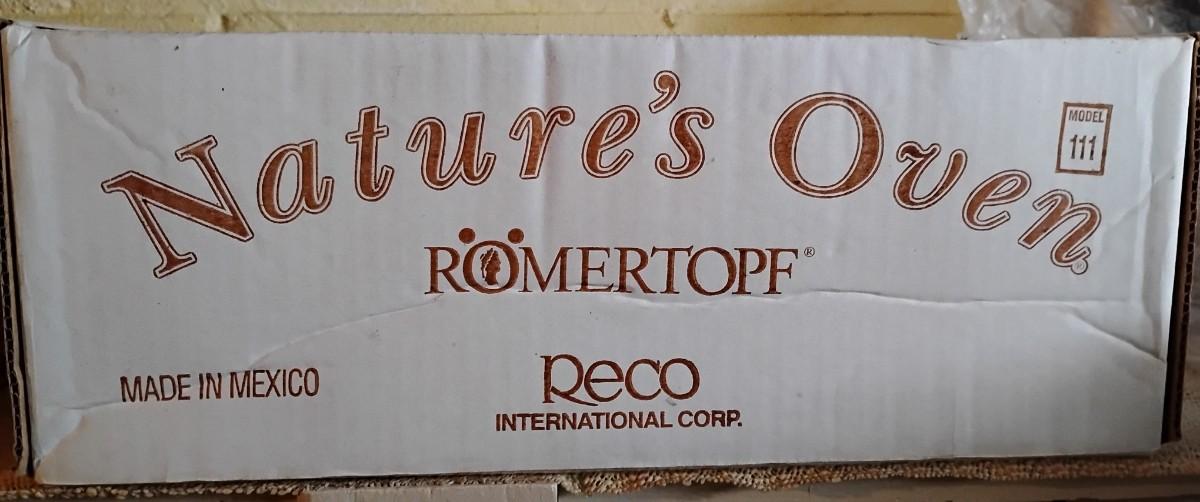 Nature's Oven®
MODEL
111
RÖMERTOPF®
MADE IN MEXICO
Reco
INTERNATIONAL CORP.